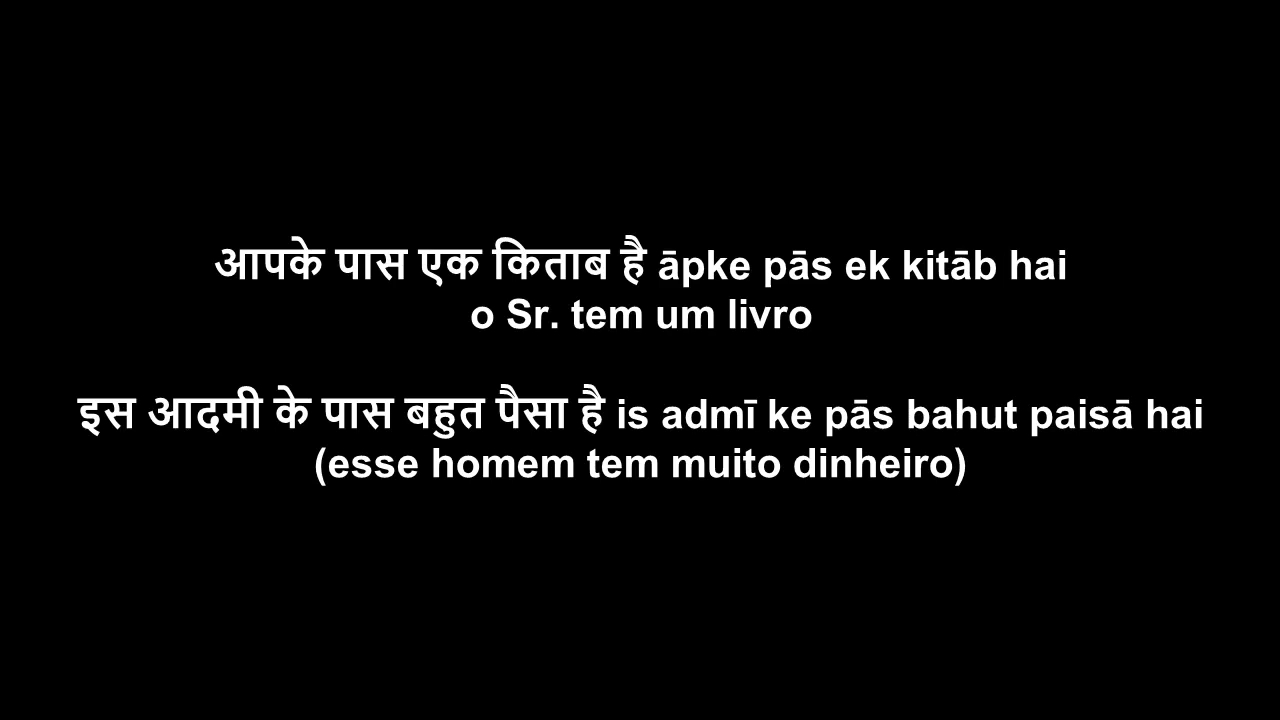 आपके पास एक किताब है āpke pās ek kitāb hai
o Sr. tem um livro
इस आदमी के पास बहुत पैसा है is admī ke pās bahut paisā hai
(esse homem tem muito dinheiro)